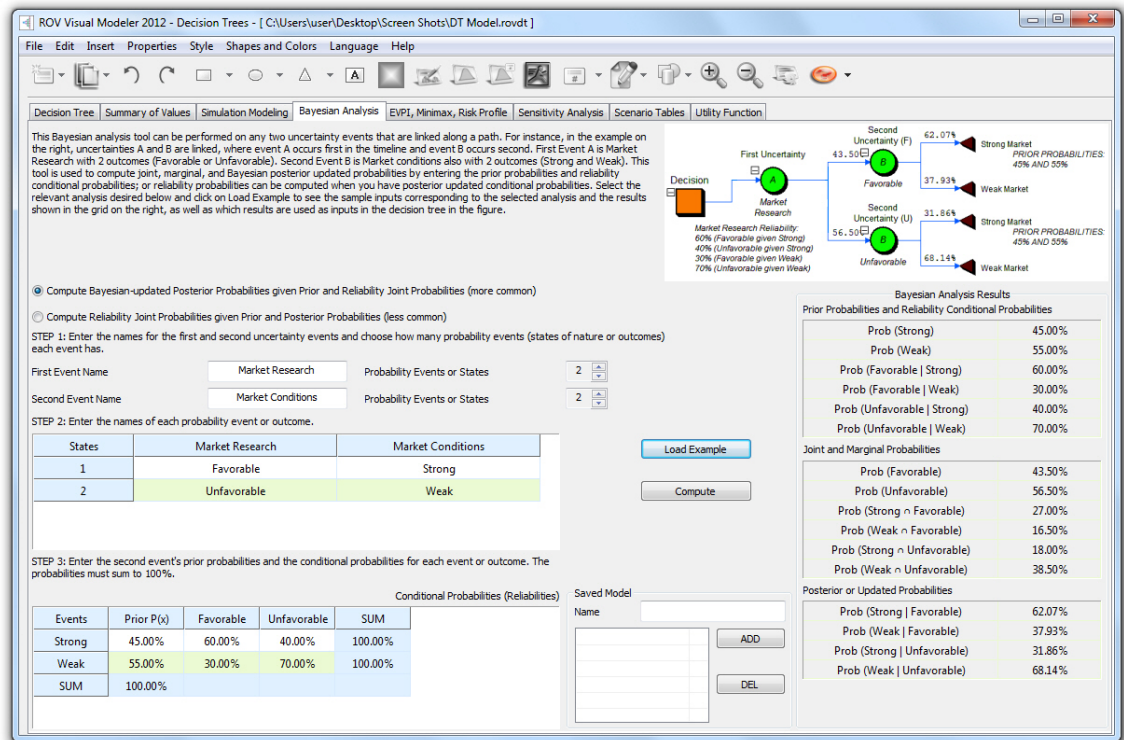 ROV Visual Modeler 2012 - Decision Trees - [ C:\Users\user\Desktop\Screen Shots\DT Model.rovdt ]
File Edit Insert Properties Style Shapes and Colors Language Help
A
#
Decision Tree Summary of Values Simulation Modeling Bayesian Analysis EVPI, Minimax, Risk Profile Sensitivity Analysis Scenario Tables Utility Function
This Bayesian analysis tool can be performed on any two uncertainty events that are linked along a path. For instance, in the example on
the right, uncertainties A and B are linked, where event A occurs first in the timeline and event B occurs second. First Event A is Market
Research with 2 outcomes (Favorable or Unfavorable). Second Event B is Market conditions also with 2 outcomes (Strong and Weak). This
tool is used to compute joint, marginal, and Bayesian posterior updated probabilities by entering the prior probabilities and reliability
conditional probabilities; or reliability probabilities can be computed when you have posterior updated conditional probabilities. Select the
relevant analysis desired below and click on Load Example to see the sample inputs corresponding to the selected analysis and the results
shown in the grid on the right, as well as which results are used as inputs in the decision tree in the figure.
Decision
First Uncertainty
A
Market
Research
Market Research Reliability:
60% (Favorable given Strong)
40% (Unfavorable given Strong)
30% (Favorable given Weak)
70% (Unfavorable given Weak)
Second
Uncertainty (F)
43.50%
B
Favorable
62.07%
Strong Market
PRIOR PROBABILITIES:
45% AND 55%
37.93%
Weak Market
Second
Uncertainty (U)
56.50%
B
Unfavorable
31.86%
Strong Market
PRIOR PROBABILITIES:
45% AND 55%
68.14%
Weak Market
Compute Bayesian-updated Posterior Probabilities given Prior and Reliability Joint Probabilities (more common)
Compute Reliability Joint Probabilities given Prior and Posterior Probabilities (less common)
STEP 1: Enter the names for the first and second uncertainty events and choose how many probability events (states of nature or outcomes)
each event has.
First Event Name Market Research Probability Events or States 2
Second Event Name Market Conditions Probability Events or States 2
STEP 2: Enter the names of each probability event or outcome.
States Market Research Market Conditions
1 Favorable Strong
2 Unfavorable Weak
Load Example
Compute
STEP 3: Enter the second event's prior probabilities and the conditional probabilities for each event or outcome. The
probabilities must sum to 100%.
Conditional Probabilities (Reliabilities)
Events Prior P(x) Favorable Unfavorable SUM
Strong 45.00% 60.00% 40.00% 100.00%
Weak 55.00% 30.00% 70.00% 100.00%
SUM 100.00%
Saved Model
Name
ADD
DEL
Bayesian Analysis Results
Prior Probabilities and Reliability Conditional Probabilities
Prob (Strong) 45.00%
Prob (Weak) 55.00%
Prob (Favorable | Strong) 60.00%
Prob (Favorable | Weak) 30.00%
Prob (Unfavorable | Strong) 40.00%
Prob (Unfavorable | Weak) 70.00%
Joint and Marginal Probabilities
Prob (Favorable) 43.50%
Prob (Unfavorable) 56.50%
Prob (Strong ∩ Favorable) 27.00%
Prob (Weak ∩ Favorable) 16.50%
Prob (Strong ∩ Unfavorable) 18.00%
Prob (Weak ∩ Unfavorable) 38.50%
Posterior or Updated Probabilities
Prob (Strong | Favorable) 62.07%
Prob (Weak | Favorable) 37.93%
Prob (Strong | Unfavorable) 31.86%
Prob (Weak | Unfavorable) 68.14%